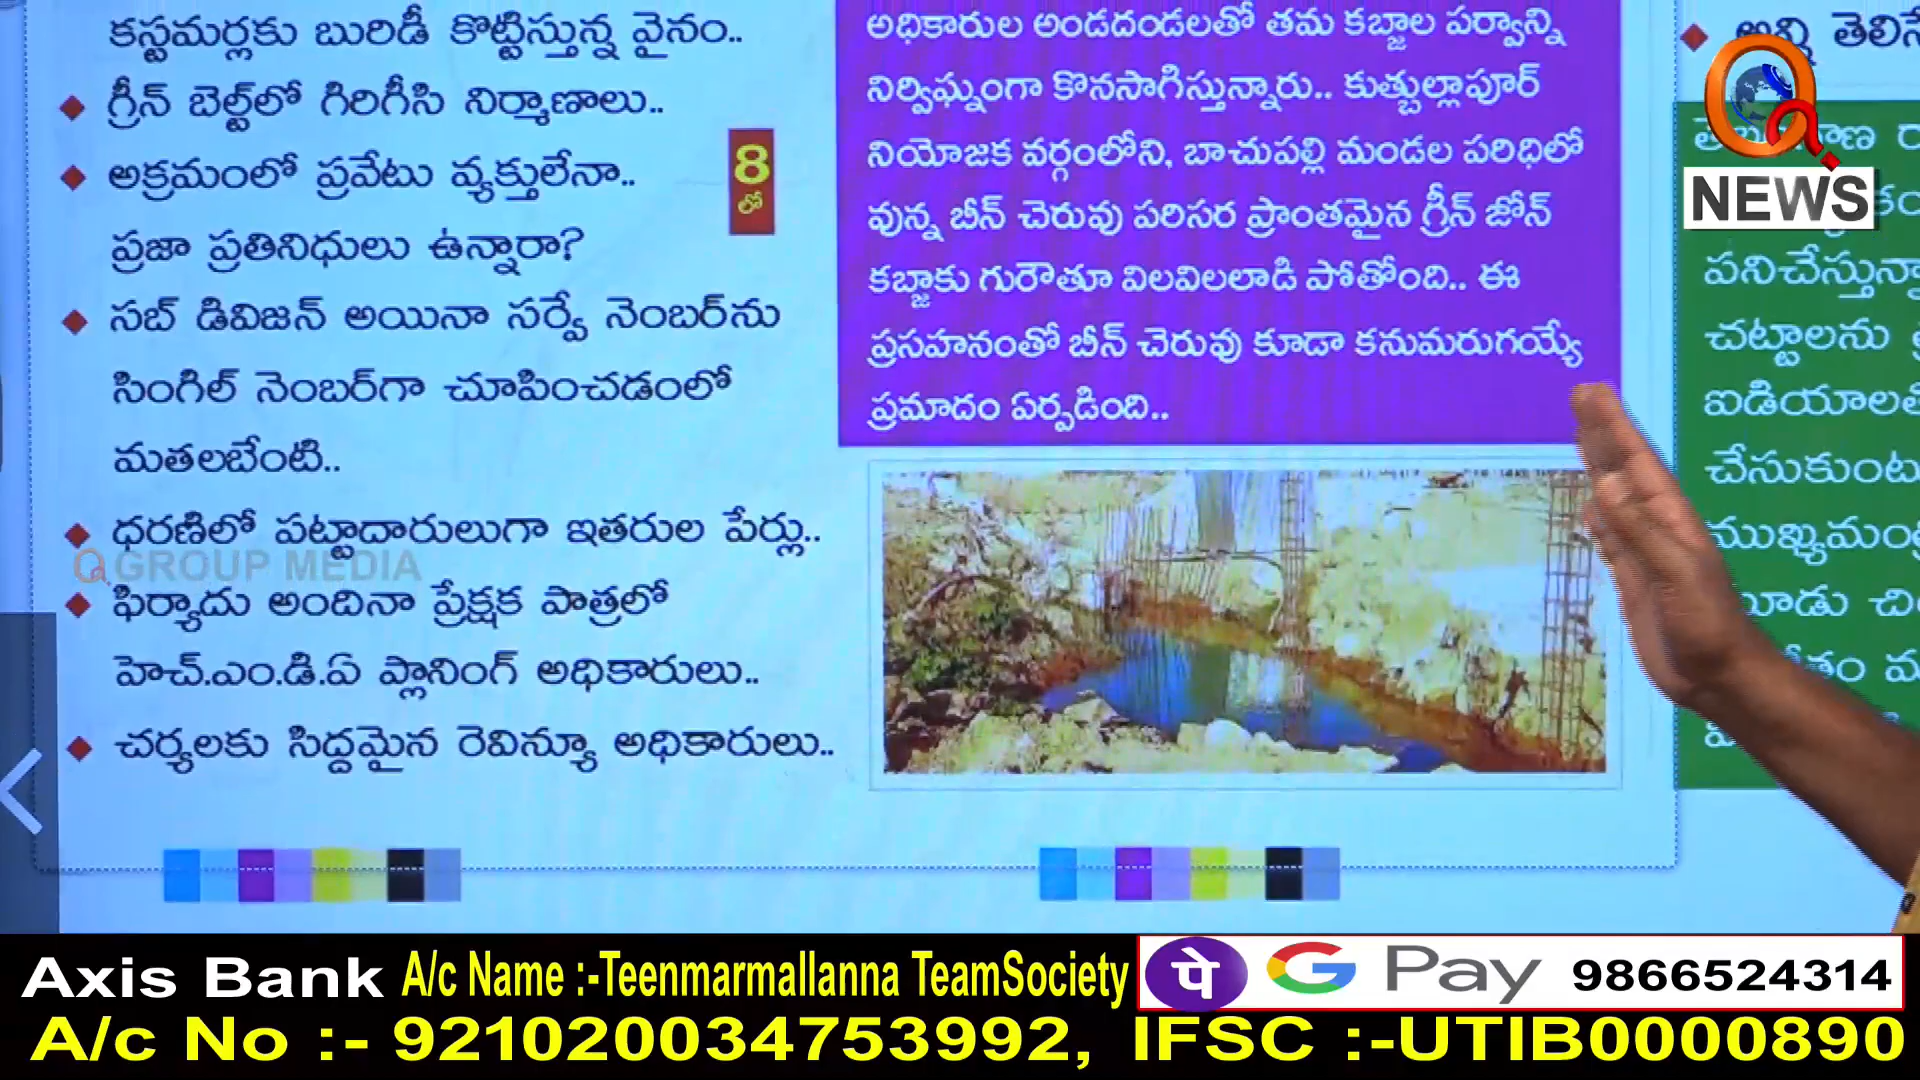 కస్టమర్లకు బురిడీ కొట్టిస్తున్న వైనం..
గ్రీన్ బెల్ట్‌లో గిరిగీసి నిర్మాణాలు..
అక్రమంలో ప్రవేటు వ్యక్తులేనా..
ప్రజా ప్రతినిధులు ఉన్నారా?
సబ్ డివిజన్ అయినా సర్వే నెంబర్‌ను
సింగిల్ నెంబర్‌గా చూపించడంలో
మతలబేంటి..
ధరణిలో పట్టాదారులుగా ఇతరుల పేర్లు..
ఫిర్యాదు అందినా ప్రేక్షక పాత్రలో
హెచ్.ఎం.డి.ఏ ప్లానింగ్ అధికారులు..
చర్యలకు సిద్దమైన రెవిన్యూ అధికారులు..
8
లో
GROUP MEDIA
అధికారుల అండదండలతో తమ కబ్జాల పర్వాన్ని
నిర్విఘ్నంగా కొనసాగిస్తున్నారు.. కుత్బుల్లాపూర్
నియోజక వర్గంలోని, బాచుపల్లి మండల పరిధిలో
వున్న బీన్ చెరువు పరిసర ప్రాంతమైన గ్రీన్ జోన్
కబ్జాకు గురౌతూ విలవిలలాడి పోతోంది.. ఈ
ప్రసహనంతో బీన్ చెరువు కూడా కనుమరుగయ్యే
ప్రమాదం ఏర్పడింది..
అన్ని
పనిచేస్తున్నా
చట్టాలను
ఐడియాలతో
చేసుకుంటు
Q
NEWS
Axis Bank A/c Name :-Teenmarmallanna TeamSociety
पे G Pay 9866524314
A/c No :- 921020034753992, IFSC :-UTIB0000890